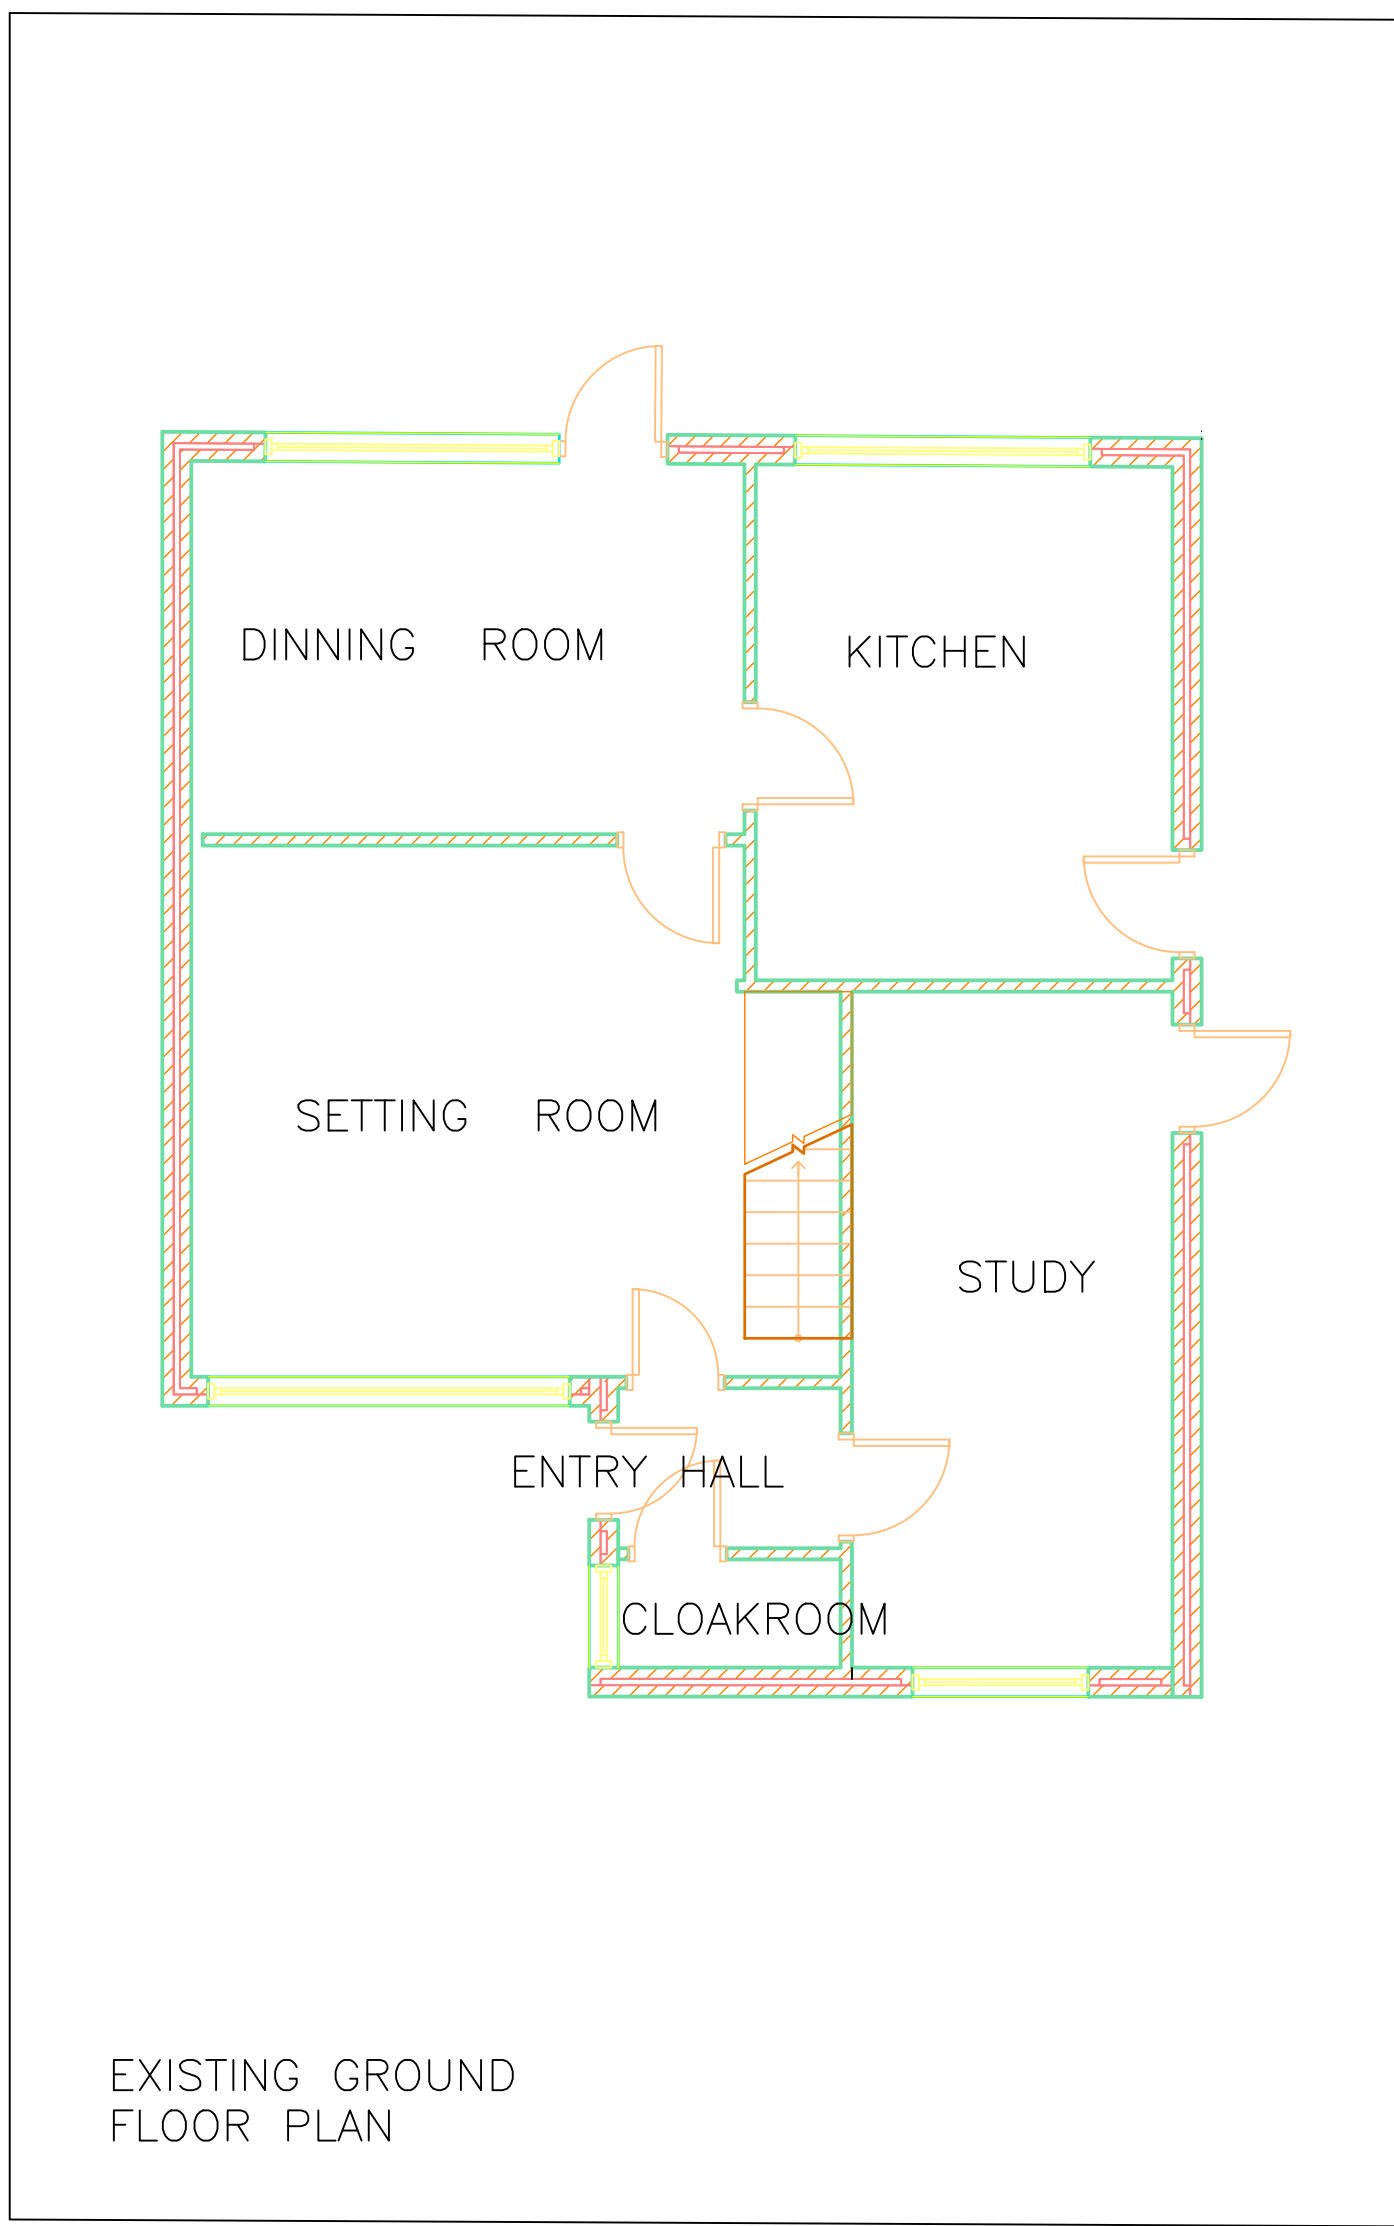 DINNING ROOM
KITCHEN
SETTING ROOM
STUDY
ENTRY HALL
CLOAKROOM
EXISTING GROUND
FLOOR PLAN